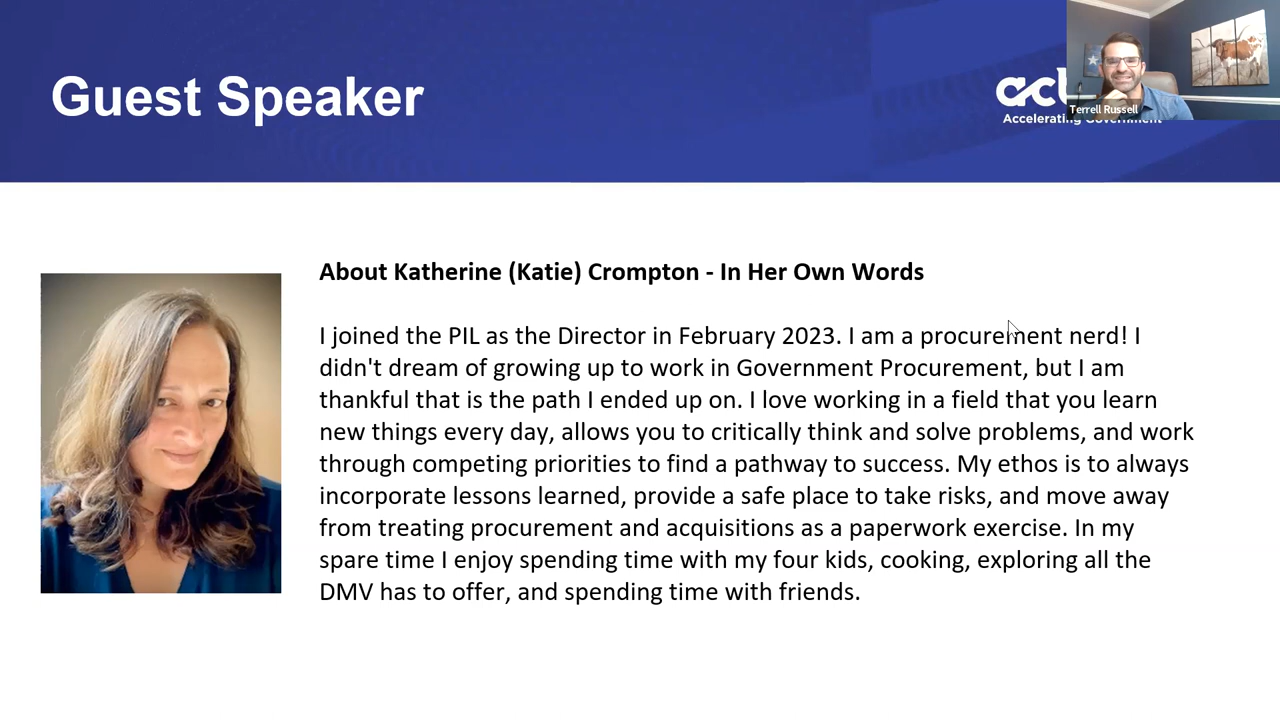 Guest Speaker
Terrell Russell
Accelerating Government
About Katherine (Katie) Crompton - In Her Own Words
I joined the PIL as the Director in February 2023. I am a procurement nerd! I
didn't dream of growing up to work in Government Procurement, but I am
thankful that is the path I ended up on. I love working in a field that you learn
new things every day, allows you to critically think and solve problems, and work
through competing priorities to find a pathway to success. My ethos is to always
incorporate lessons learned, provide a safe place to take risks, and move away
from treating procurement and acquisitions as a paperwork exercise. In my
spare time I enjoy spending time with my four kids, cooking, exploring all the
DMV has to offer, and spending time with friends.